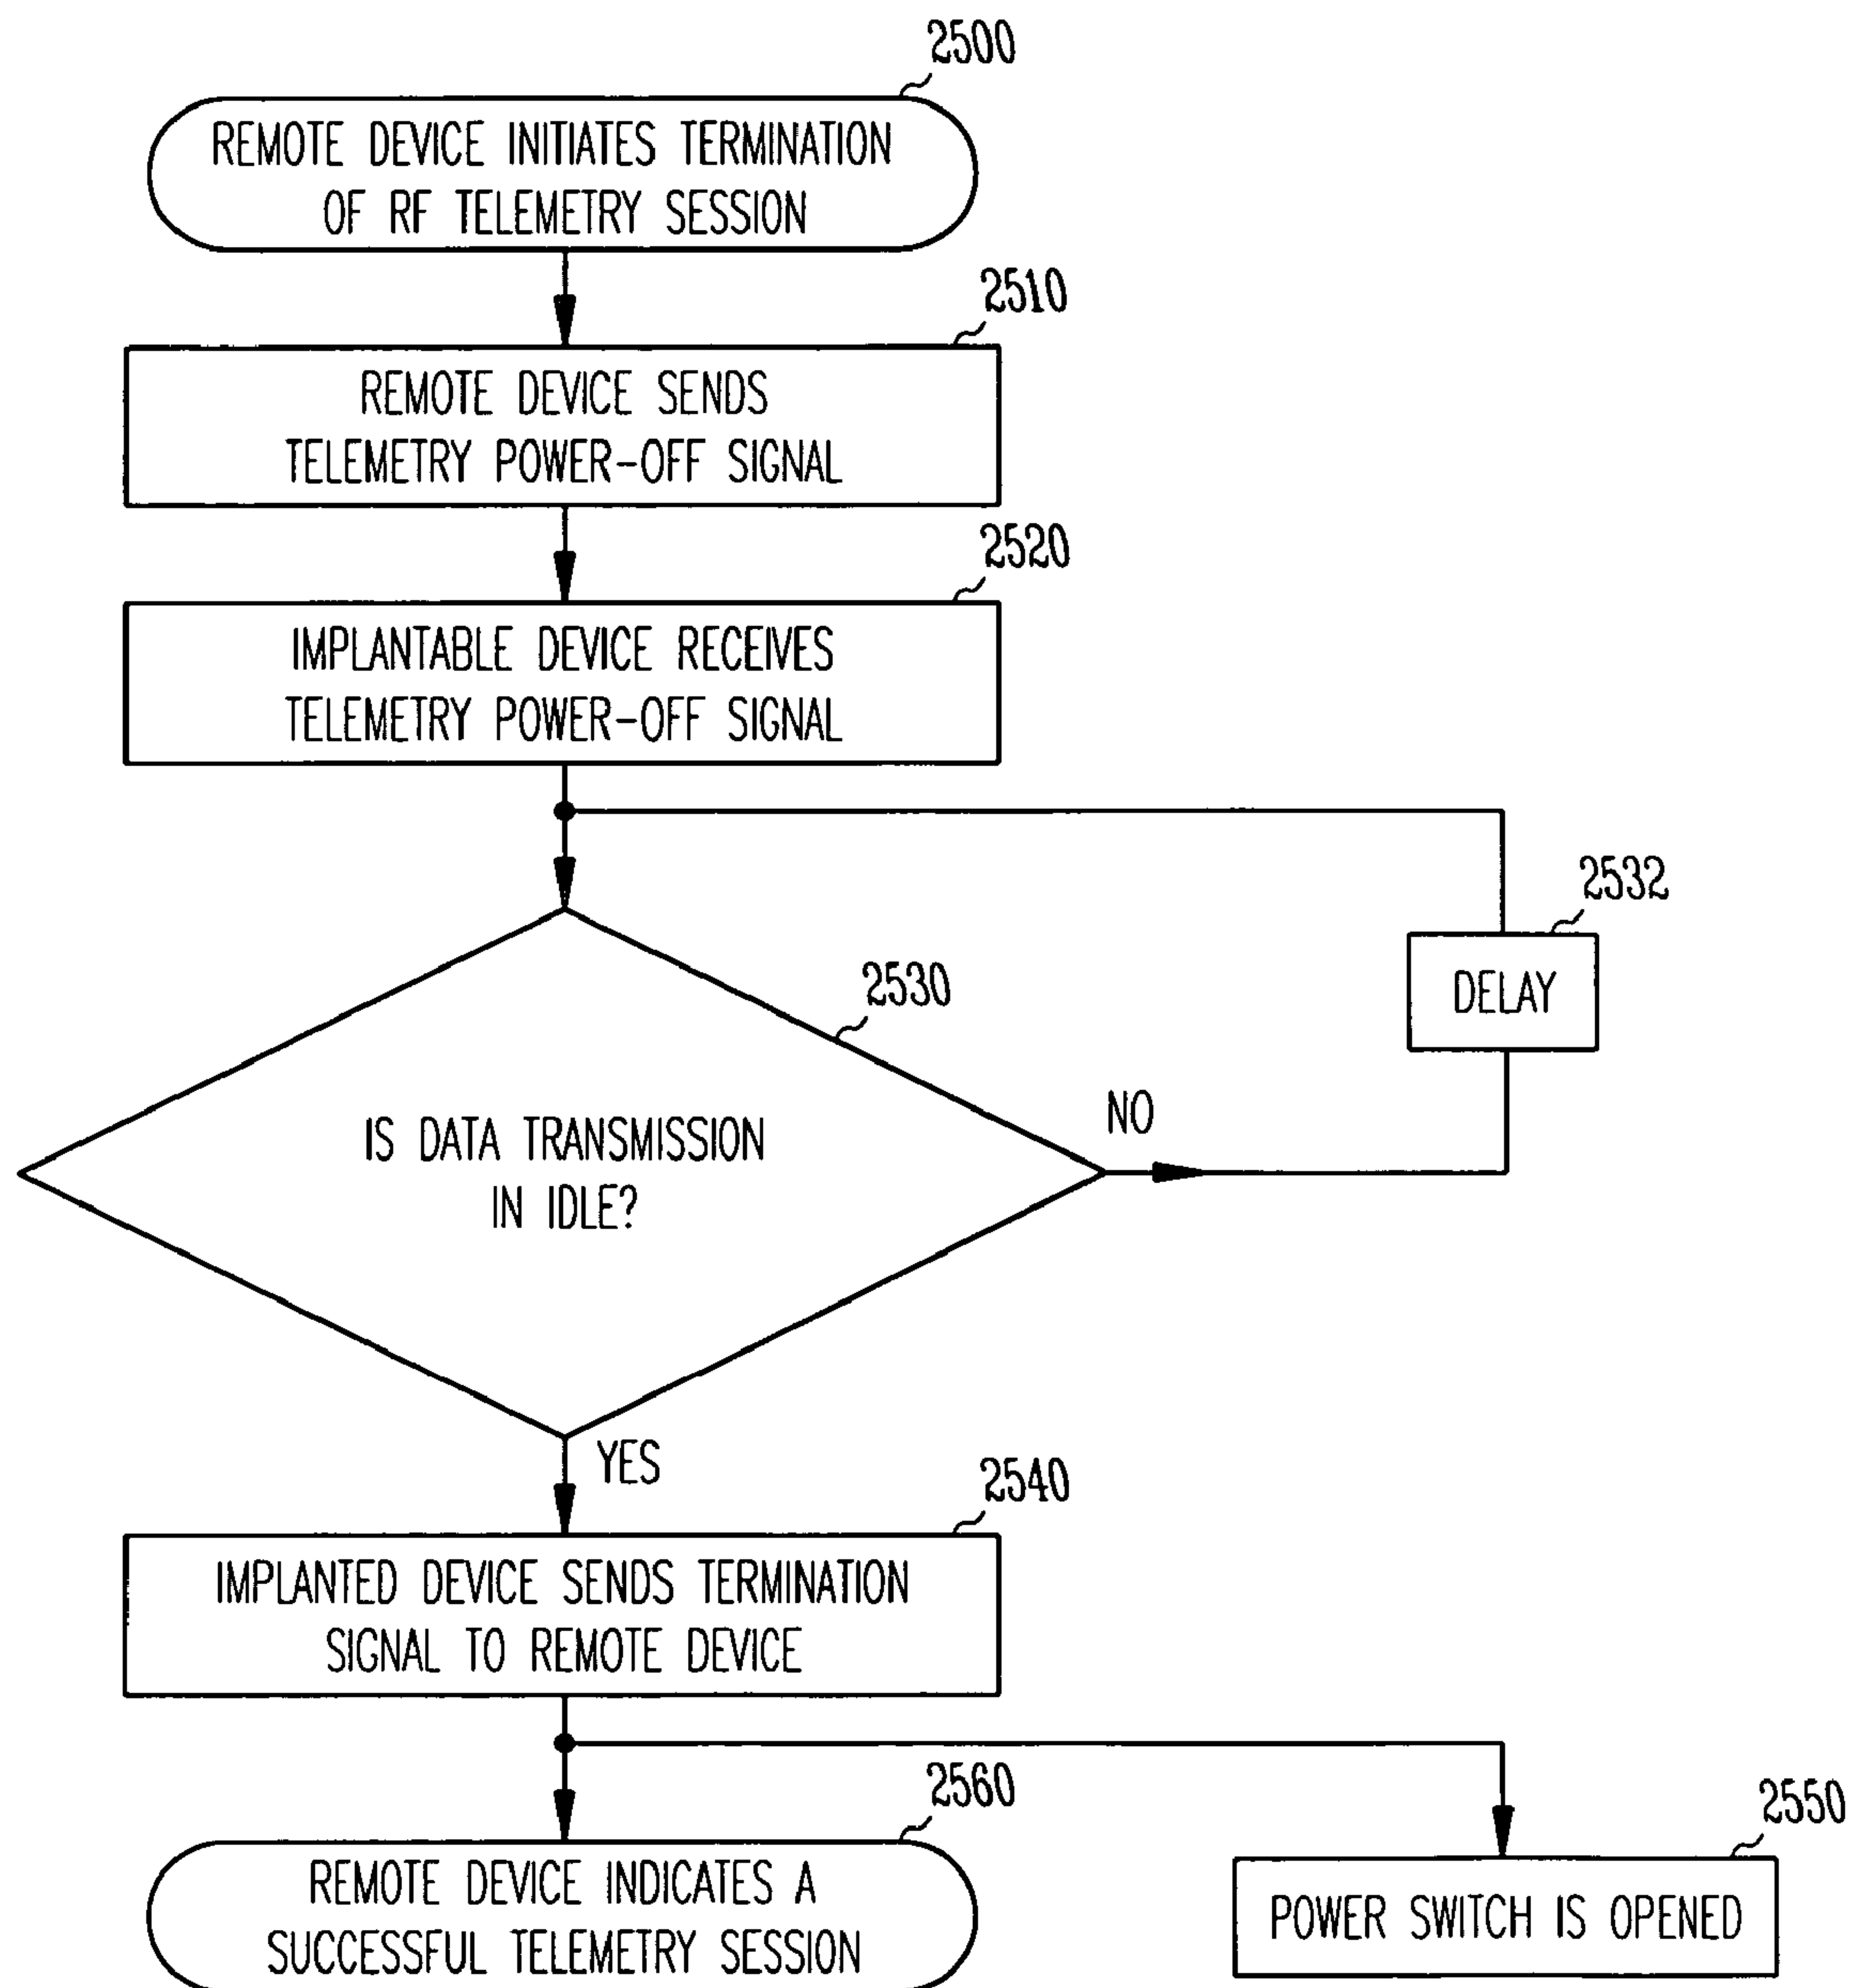 2500
REMOTE DEVICE INITIATES TERMINATION
OF RF TELEMETRY SESSION
2510
REMOTE DEVICE SENDS
TELEMETRY POWER-OFF SIGNAL
2520
IMPLANTABLE DEVICE RECEIVES
TELEMETRY POWER-OFF SIGNAL
2532
DELAY
2530
NO
IS DATA TRANSMISSION
IN IDLE?
YES
2540
IMPLANTED DEVICE SENDS TERMINATION
SIGNAL TO REMOTE DEVICE
2560
REMOTE DEVICE INDICATES A
SUCCESSFUL TELEMETRY SESSION
2550
POWER SWITCH IS OPENED